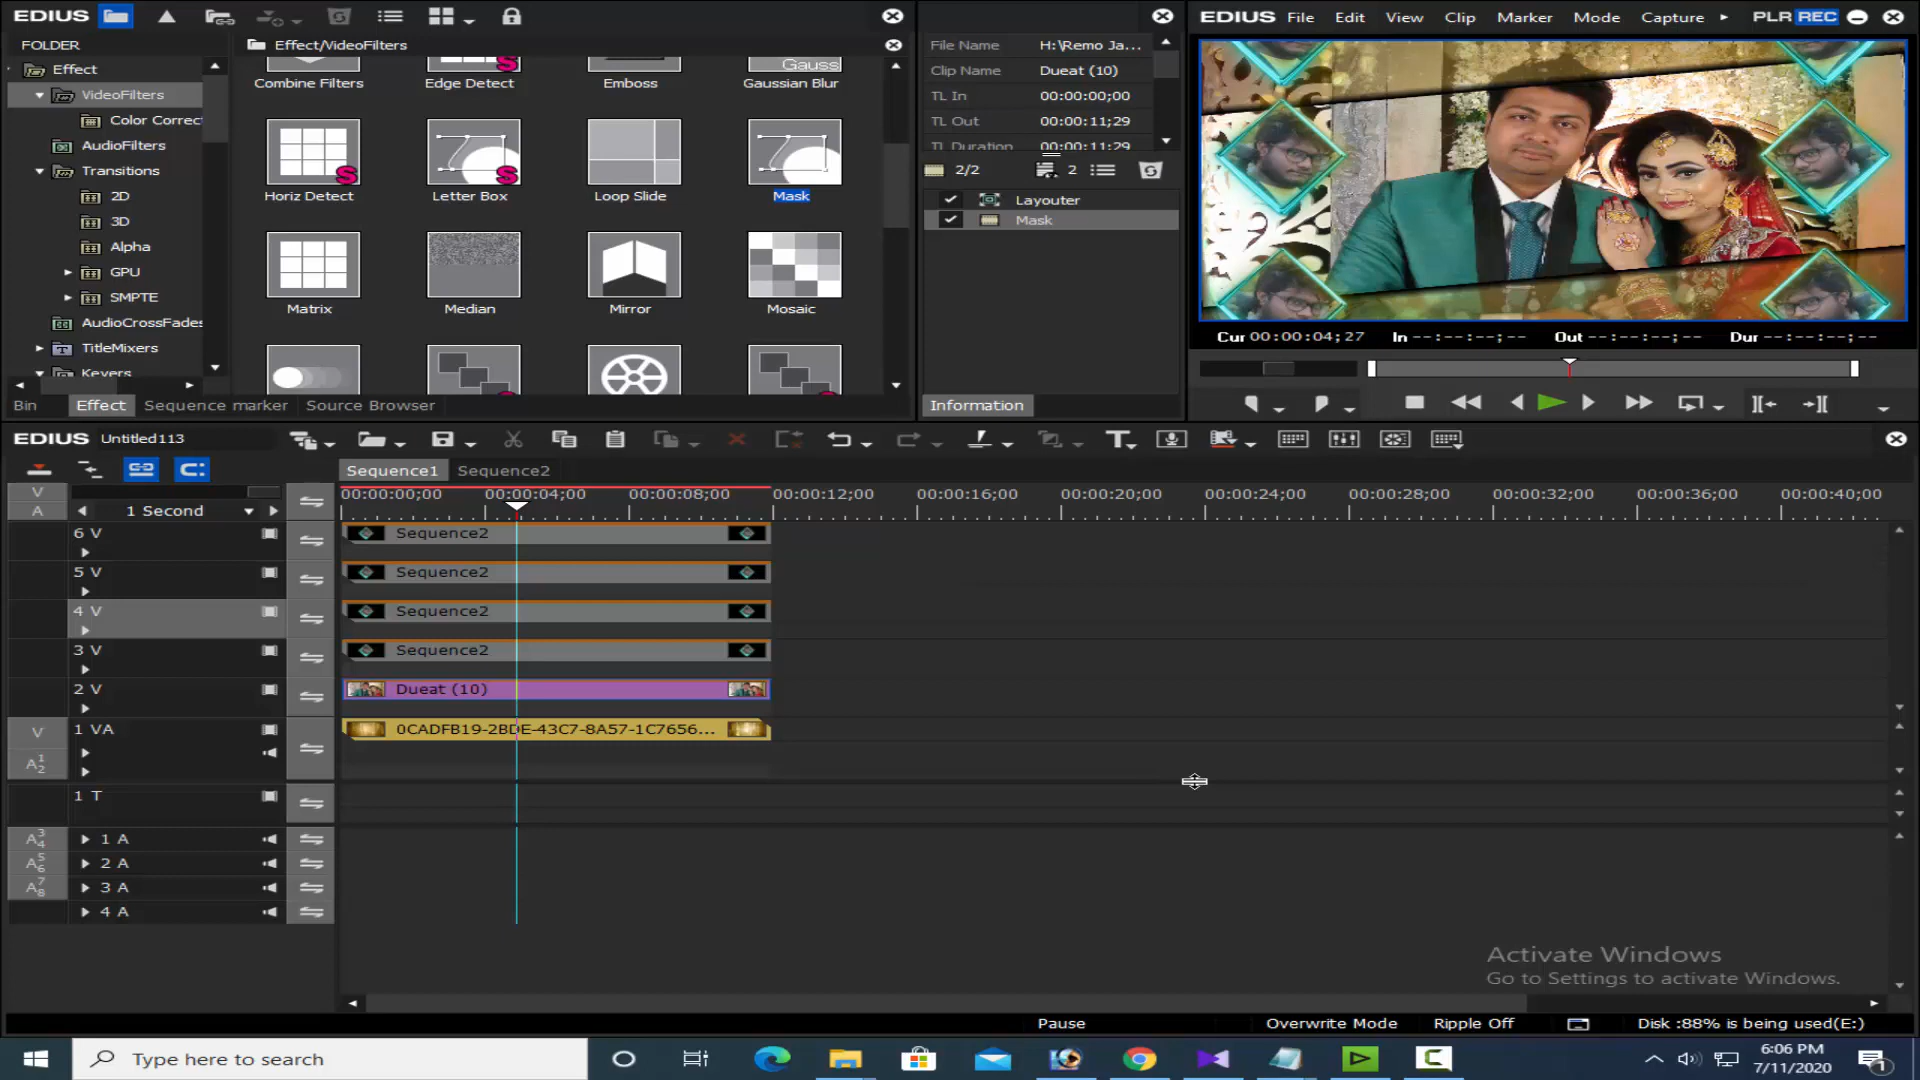 EDIUS
FOLDER
Effect
VideoFilters
Color Correc
AudioFilters
Transitions
2D
3D
Alpha
GPU
SMPTE
AudioCrossFades
TitleMixers
Keyers
Effect/VideoFilters
Gauss
Combine Filters
Edge Detect
Emboss
Gaussian Blur
Horiz Detect
Letter Box
Loop Slide
Mask
Matrix
Median
Mirror
Mosaic
Bin
Effect
Sequence marker
Source Browser
File Name H:\Remo Ja...
Clip Name Dueat (10)
TL In 00:00:00;00
TL Out 00:00:11;29
TL Duration 00:00:11;29
2/2
2
Layouter
Mask
Information
EDIUS File Edit View Clip Marker Mode Capture PLR REC
Cur 00:00:04;27 In --:--:--;-- Out --:--:--;-- Dur --:--:--;--
EDIUS Untitled113
Sequence1 Sequence2
V
A
1 Second
00:00:00;00 00:00:04;00 00:00:08;00 00:00:12;00 00:00:16;00 00:00:20;00 00:00:24;00 00:00:28;00 00:00:32;00 00:00:36;00 00:00:40;00
6 V Sequence2
5 V Sequence2
4 V Sequence2
3 V Sequence2
2 V Dueat (10)
V 1 VA 0CADFB19-2BDE-43C7-8A57-1C7656...
A 1 2
1 T
A 3 4 1 A
A 5 6 2 A
A 7 8 3 A
4 A
Activate Windows
Go to Settings to activate Windows.
Pause Overwrite Mode Ripple Off Disk :88% is being used(E:)
Type here to search
6:06 PM
7/11/2020
1